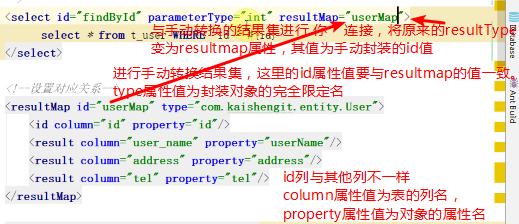 <select id="findById" parameterType="int" resultMap="userMap">
与手动转换的结果集进行 连接，将原来的resultType
select * from t_user WHERE
变为resultmap属性，其值为手动封装的id值
</select>
进行手动转换结果集，这里的id属性值要与resultmap的值一致。
type属性值为封装对象的完全限定名
<!--设置对应关系
<resultMap id="userMap" type="com.kaishengit.entity.User">
<id column="id" property="id"/>
<result column="user_name" property="userName"/>
<result column="address" property="address"/>
<result column="tel" property="tel"/>
</resultMap>
id列与其他列不一样
column属性值为表的列名，
property属性值为对象的属性名
Database
Ant Build